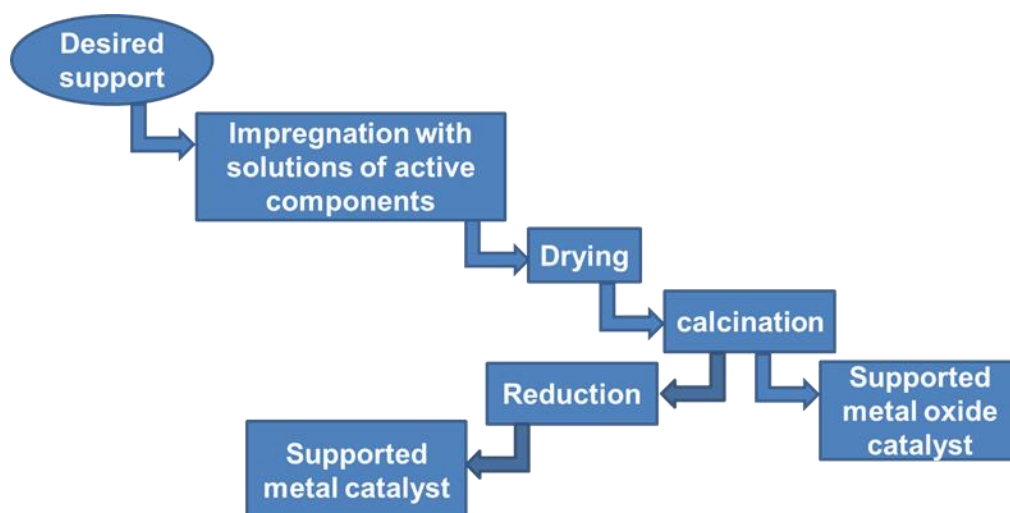 Desired
support
Impregnation with
solutions of active
components
Drying
calcination
Reduction
Supported
metal oxide
catalyst
Supported
metal catalyst